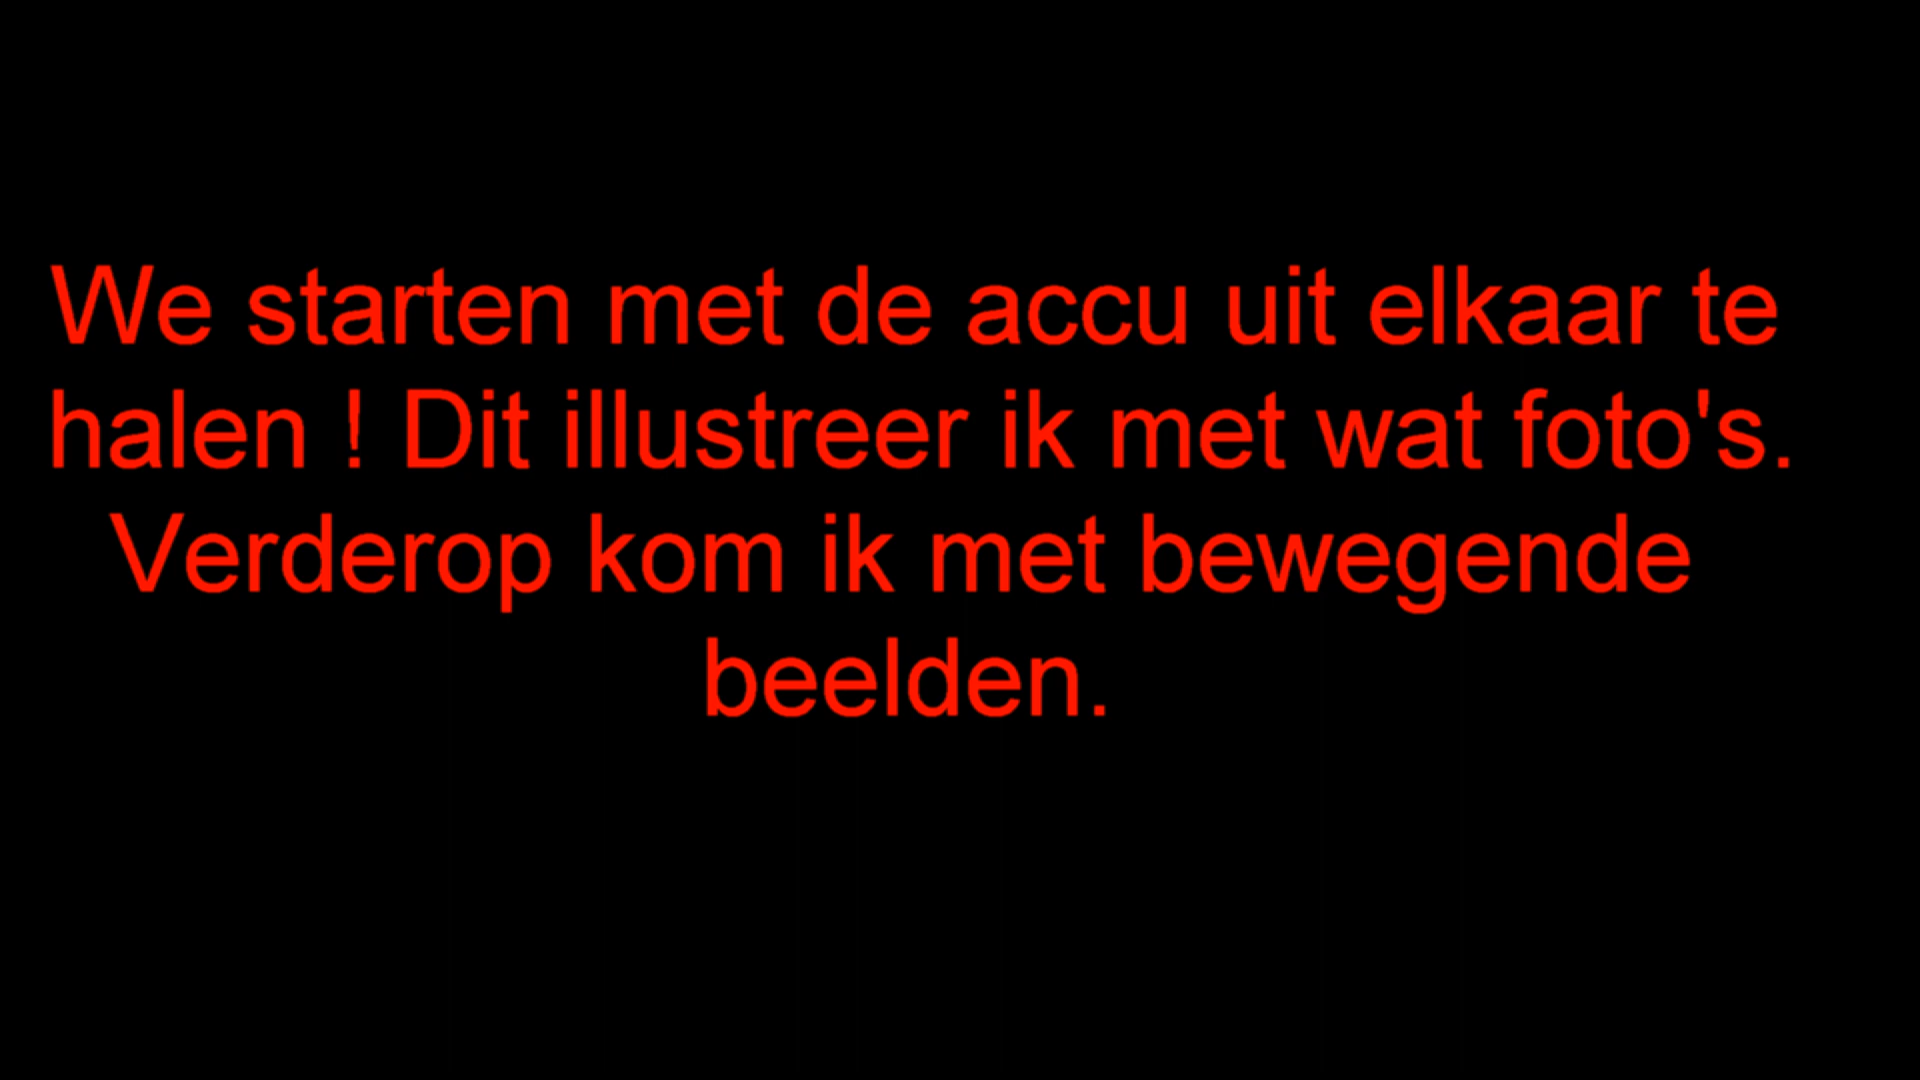 We starten met de accu uit elkaar te
halen ! Dit illustreer ik met wat foto's.
Verderop kom ik met bewegende
beelden.